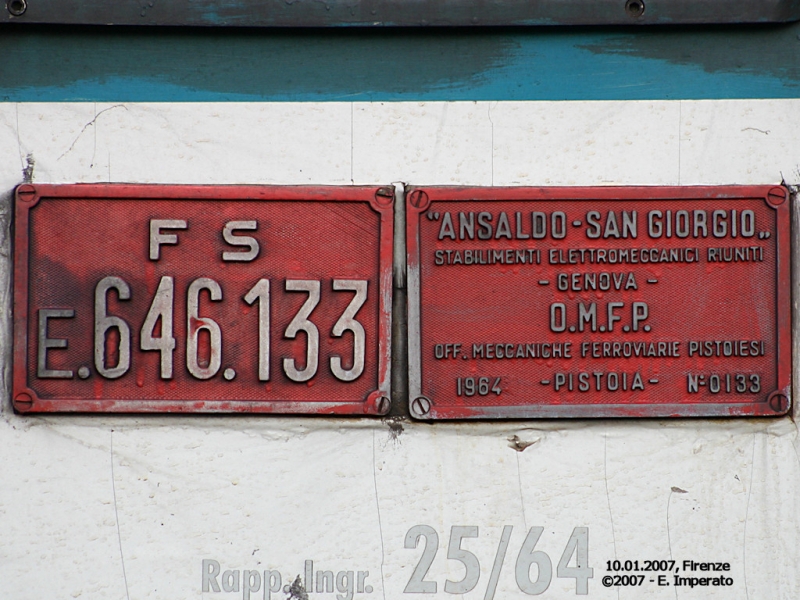 F S
E.646.133
"ANSALDO-SAN GIORGIO„
STABILIMENTI ELETTROMECCANICI RIUNITI
- GENOVA -
O.M.F.P.
OFF. MECCANICHE FERROVIARIE PISTOIESI
1964 -PISTOIA- N° 0133
Rapp. Ingr. 25/64
10.01.2007, Firenze
©2007 - E. Imperato